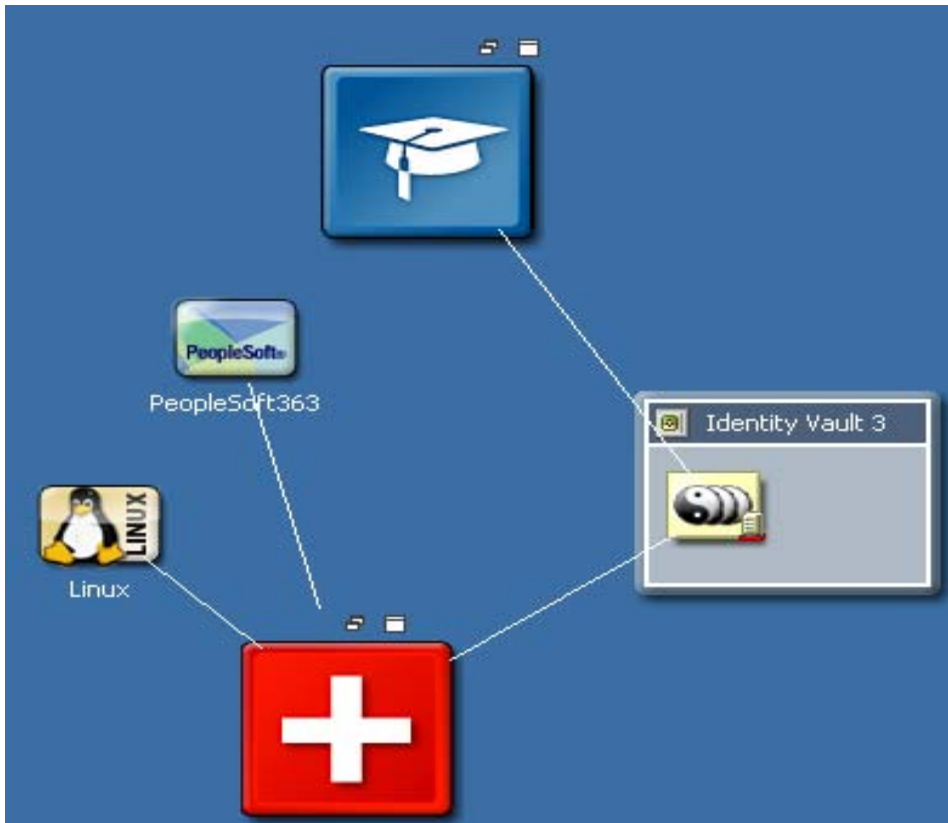 PeopleSoft®
PeopleSoft363
Identity Vault 3
LINUX
Linux